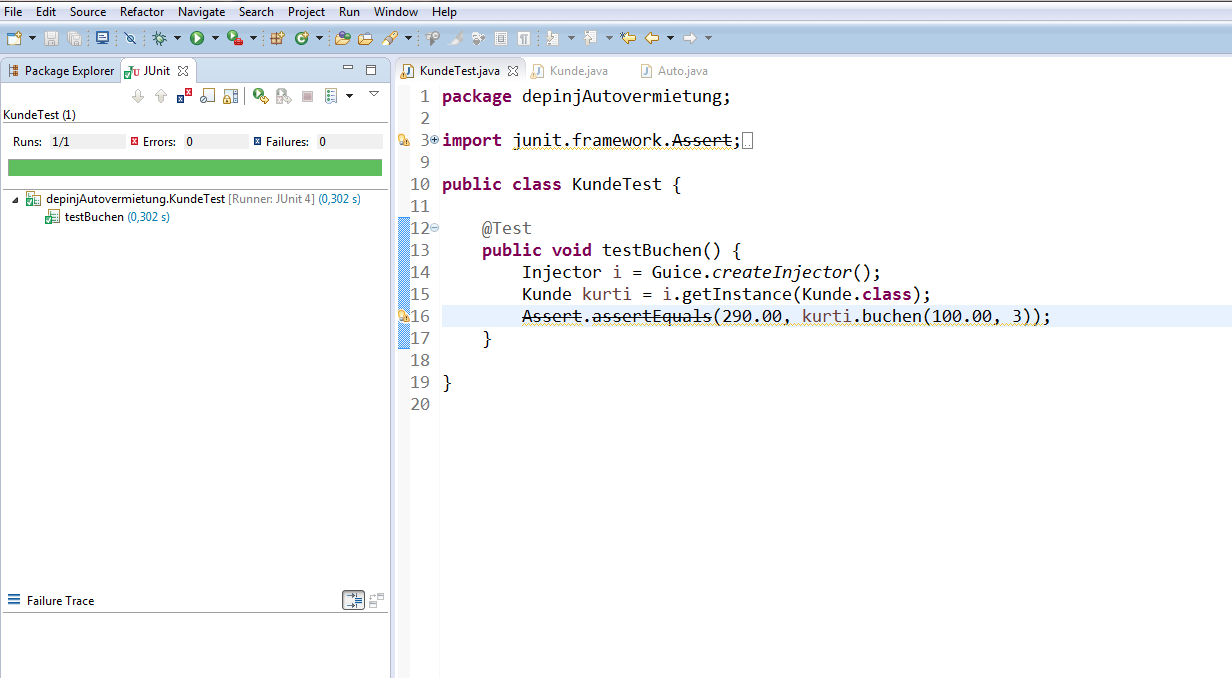 File Edit Source Refactor Navigate Search Project Run Window Help
Package Explorer JUnit
KundeTest (1)
Runs: 1/1 Errors: 0 Failures: 0
depinjAutovermietung.KundeTest [Runner: JUnit 4] (0,302 s)
testBuchen (0,302 s)
Failure Trace
KundeTest.java Kunde.java Auto.java
1 package depinjAutovermietung;
2
3 import junit.framework.Assert;
9
10 public class KundeTest {
11
12 @Test
13 public void testBuchen() {
14 Injector i = Guice.createInjector();
15 Kunde kurti = i.getInstance(Kunde.class);
16 Assert.assertEquals(290.00, kurti.buchen(100.00, 3));
17 }
18
19 }
20